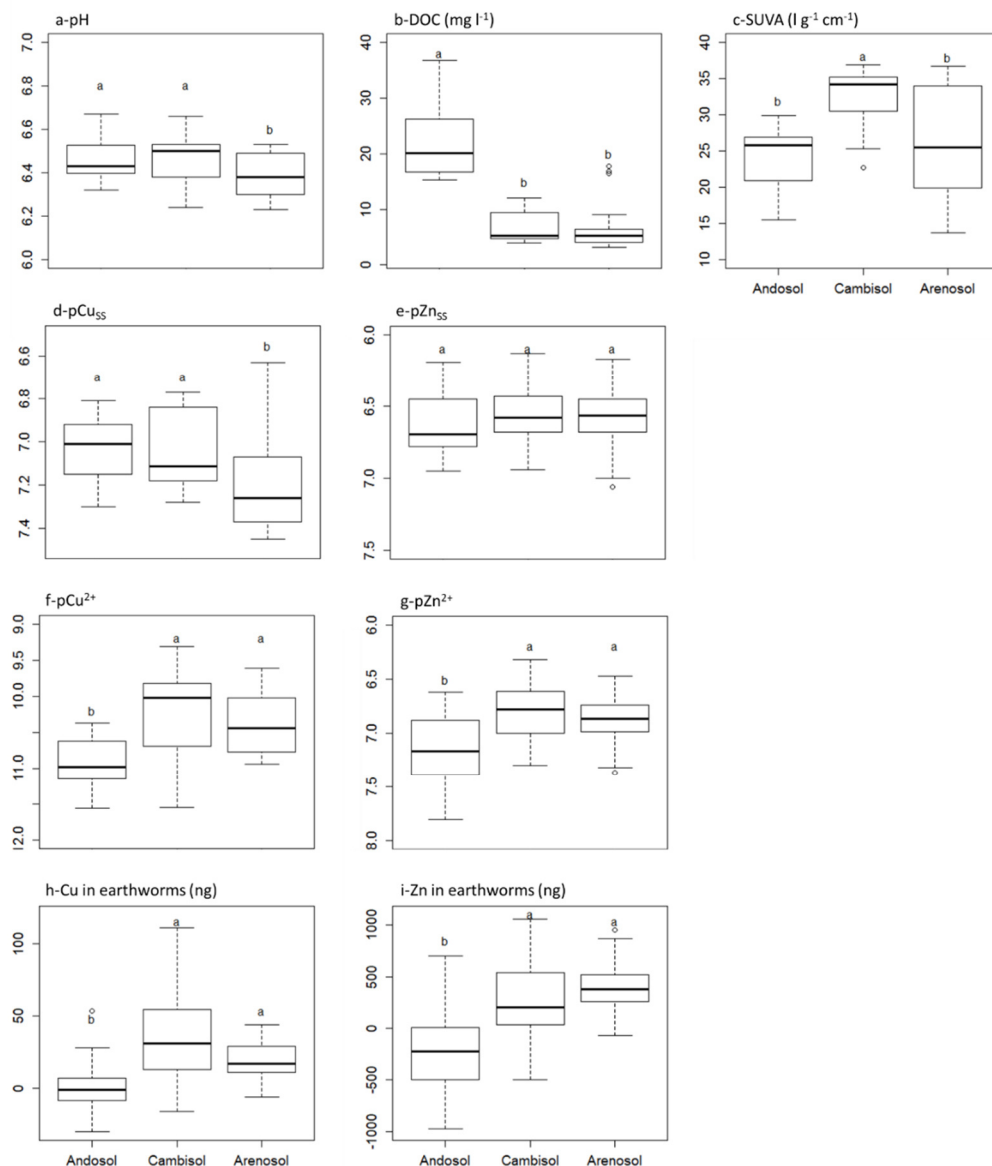 a-pH
7.0
6.8
6.6
6.4
6.2
6.0
a
a
b
b-DOC (mg l⁻¹)
40
30
20
10
0
a
b
b
c-SUVA (l g⁻¹ cm⁻¹)
40
35
30
25
20
15
10
b
a
b
Andosol Cambisol Arenosol
d-pCuSS
6.6
6.8
7.0
7.2
7.4
a
a
b
e-pZnSS
6.0
6.5
7.0
7.5
a
a
a
f-pCu²⁺
9.0
9.5
10.0
11.0
12.0
b
a
a
g-pZn²⁺
6.0
6.5
7.0
7.5
8.0
b
a
a
h-Cu in earthworms (ng)
100
50
0
b
a
a
Andosol Cambisol Arenosol
i-Zn in earthworms (ng)
1000
500
0
-500
-1000
b
a
a
Andosol Cambisol Arenosol